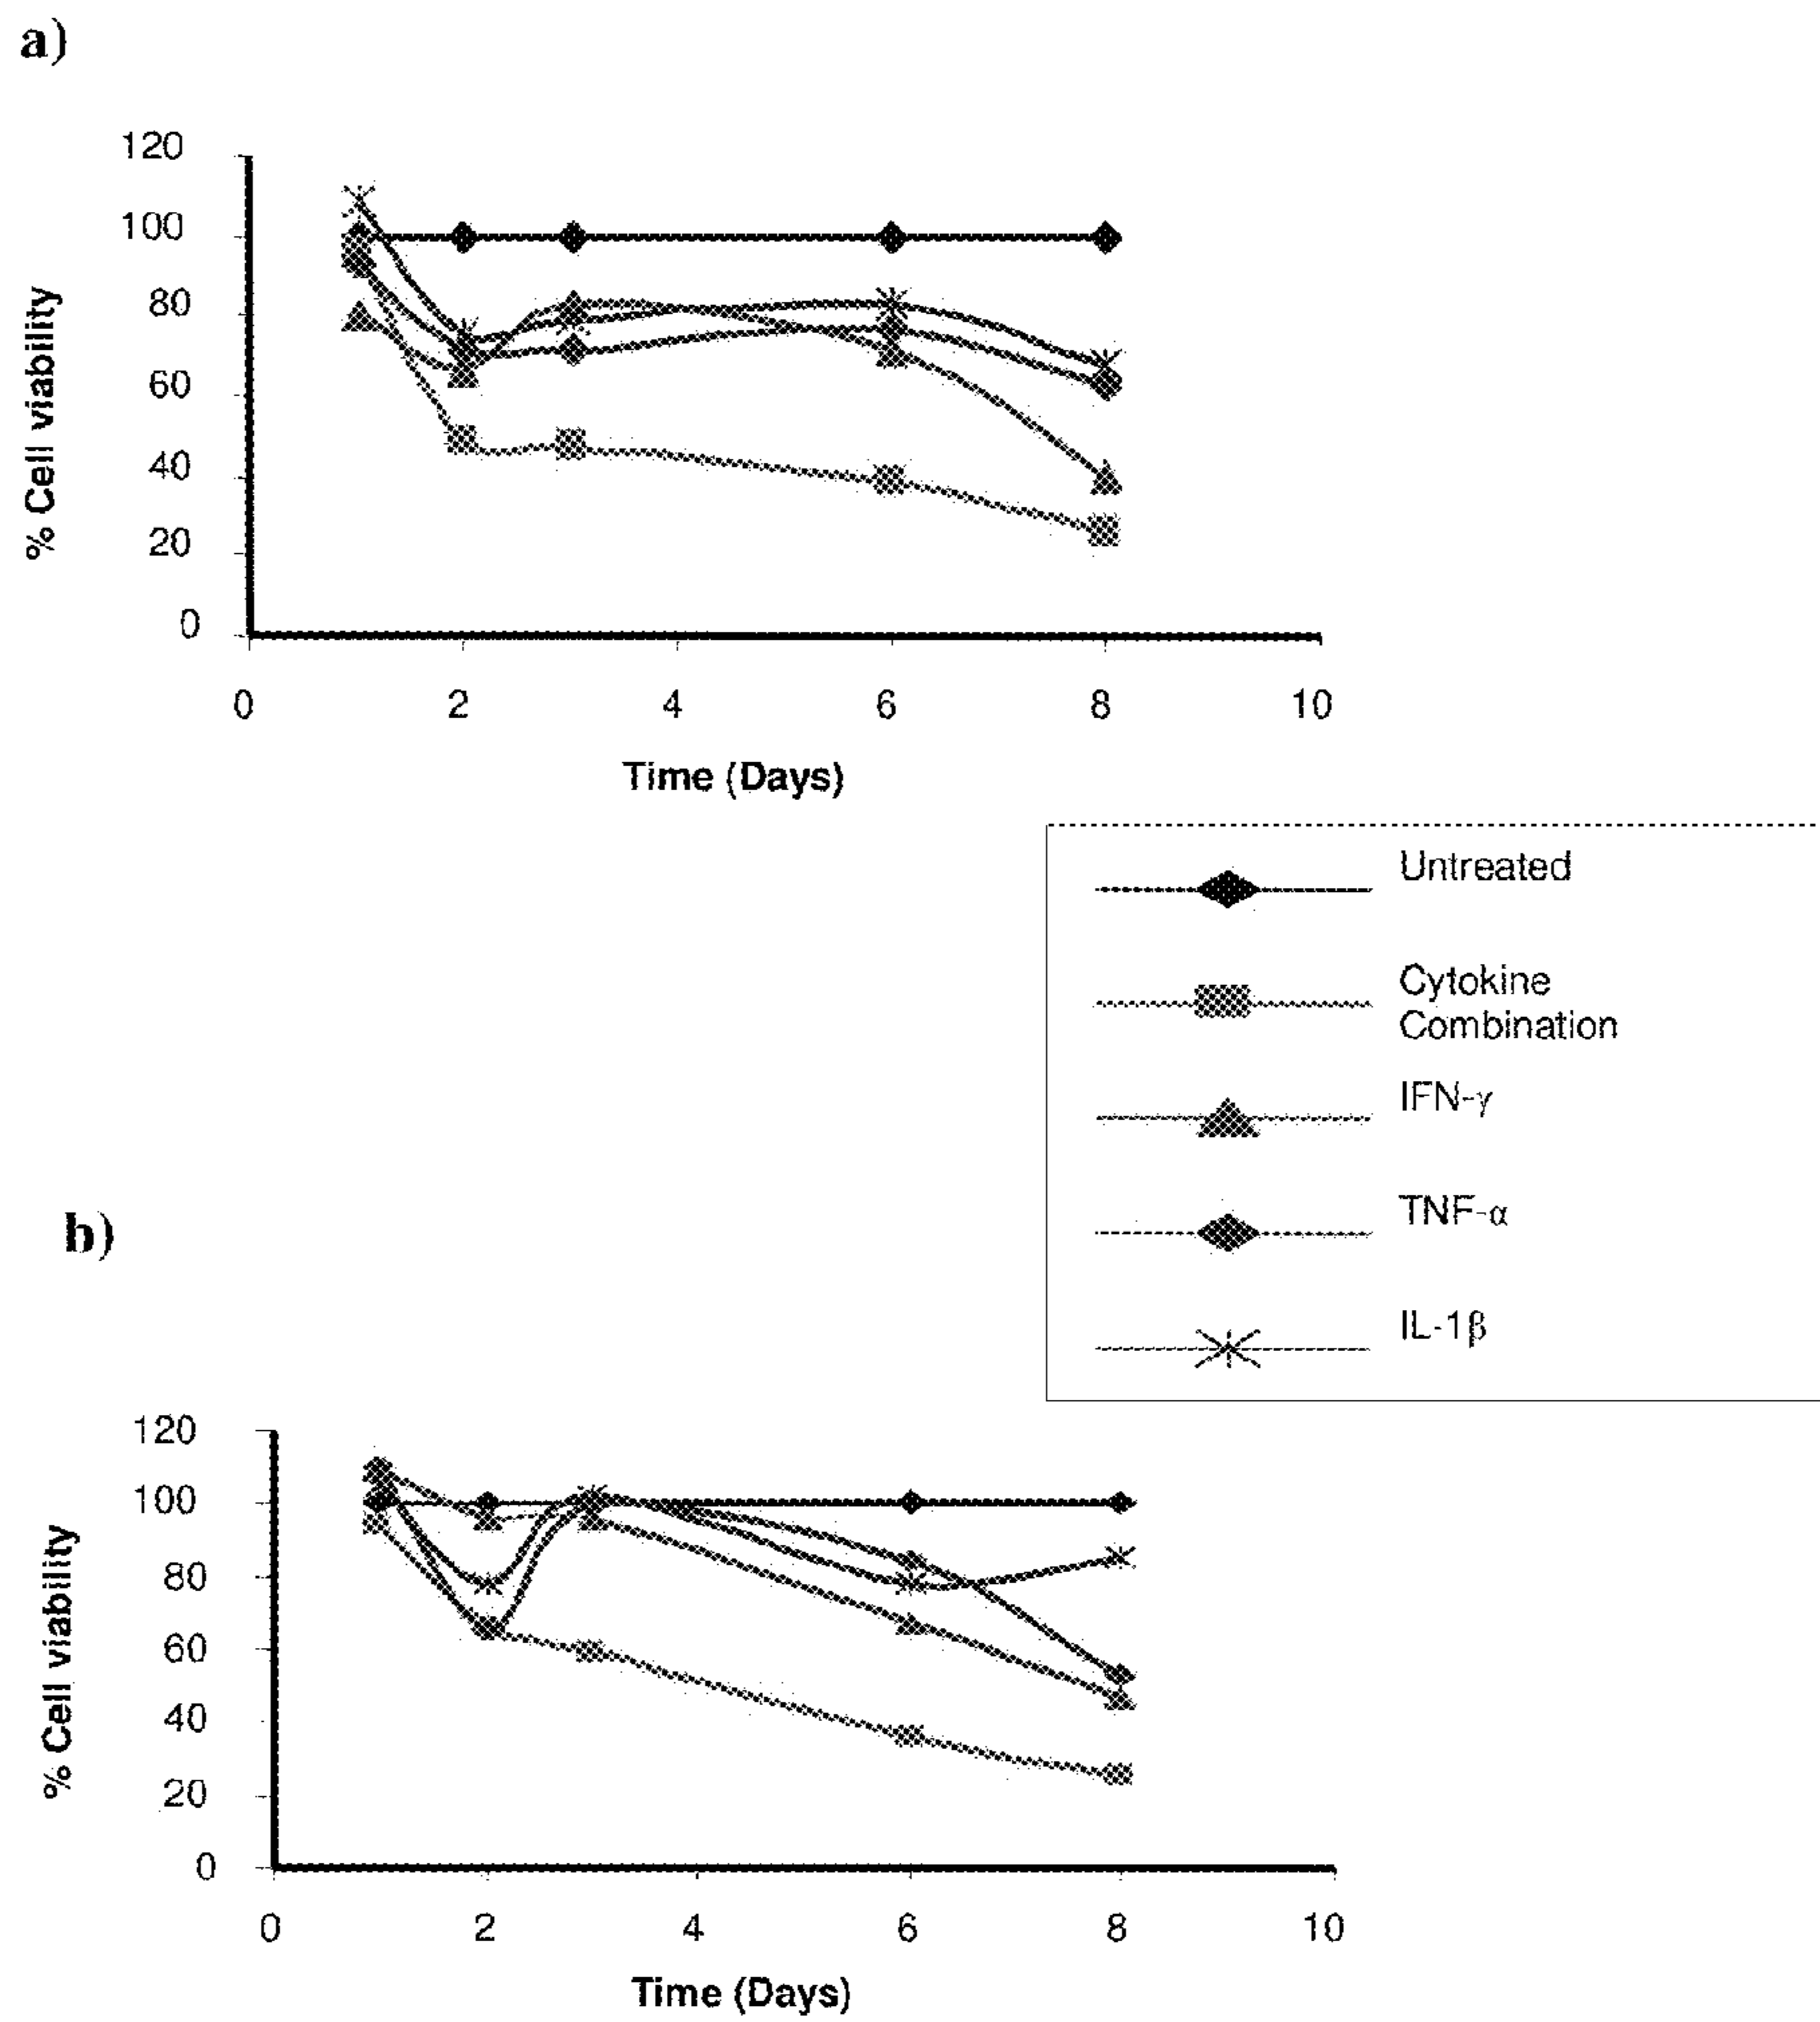 a)
120
100
80
60
40
20
0
% Cell viability
0 2 4 6 8 10
Time (Days)
Untreated
Cytokine
Combination
IFN-γ
TNF-α
IL-1β
b)
120
100
80
60
40
20
0
% Cell viability
0 2 4 6 8 10
Time (Days)